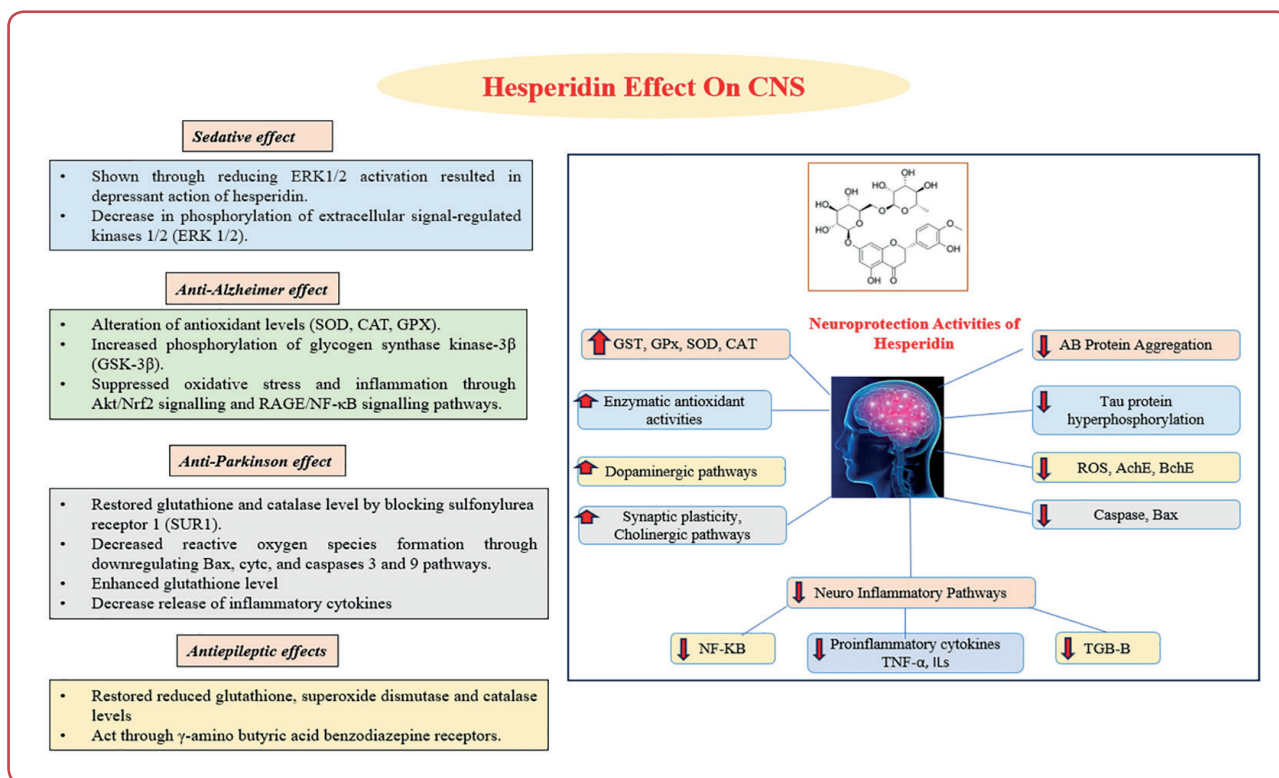 Hesperidin Effect On CNS
Sedative effect
• Shown through reducing ERK1/2 activation resulted in
depressant action of hesperidin.
• Decrease in phosphorylation of extracellular signal-regulated
kinases 1/2 (ERK 1/2).
Anti-Alzheimer effect
• Alteration of antioxidant levels (SOD, CAT, GPX).
• Increased phosphorylation of glycogen synthase kinase-3β
(GSK-3β).
• Suppressed oxidative stress and inflammation through
Akt/Nrf2 signalling and RAGE/NF-κB signalling pathways.
Anti-Parkinson effect
• Restored glutathione and catalase level by blocking sulfonylurea
receptor 1 (SUR1).
• Decreased reactive oxygen species formation through
downregulating Bax, cytc, and caspases 3 and 9 pathways.
• Enhanced glutathione level
• Decrease release of inflammatory cytokines
Antiepileptic effects
• Restored reduced glutathione, superoxide dismutase and catalase
levels
• Act through γ-amino butyric acid benzodiazepine receptors.
OH
HO
OH
HO
O
O
OH
HO
O
HO
OH
O
O
O
OH
OH
O
Neuroprotection Activities of
Hesperidin
GST, GPx, SOD, CAT
Enzymatic antioxidant
activities
Dopaminergic pathways
Synaptic plasticity,
Cholinergic pathways
AB Protein Aggregation
Tau protein
hyperphosphorylation
ROS, AchE, BchE
Caspase, Bax
Neuro Inflammatory Pathways
NF-KB
Proinflammatory cytokines
TNF-α, ILs
TGB-B